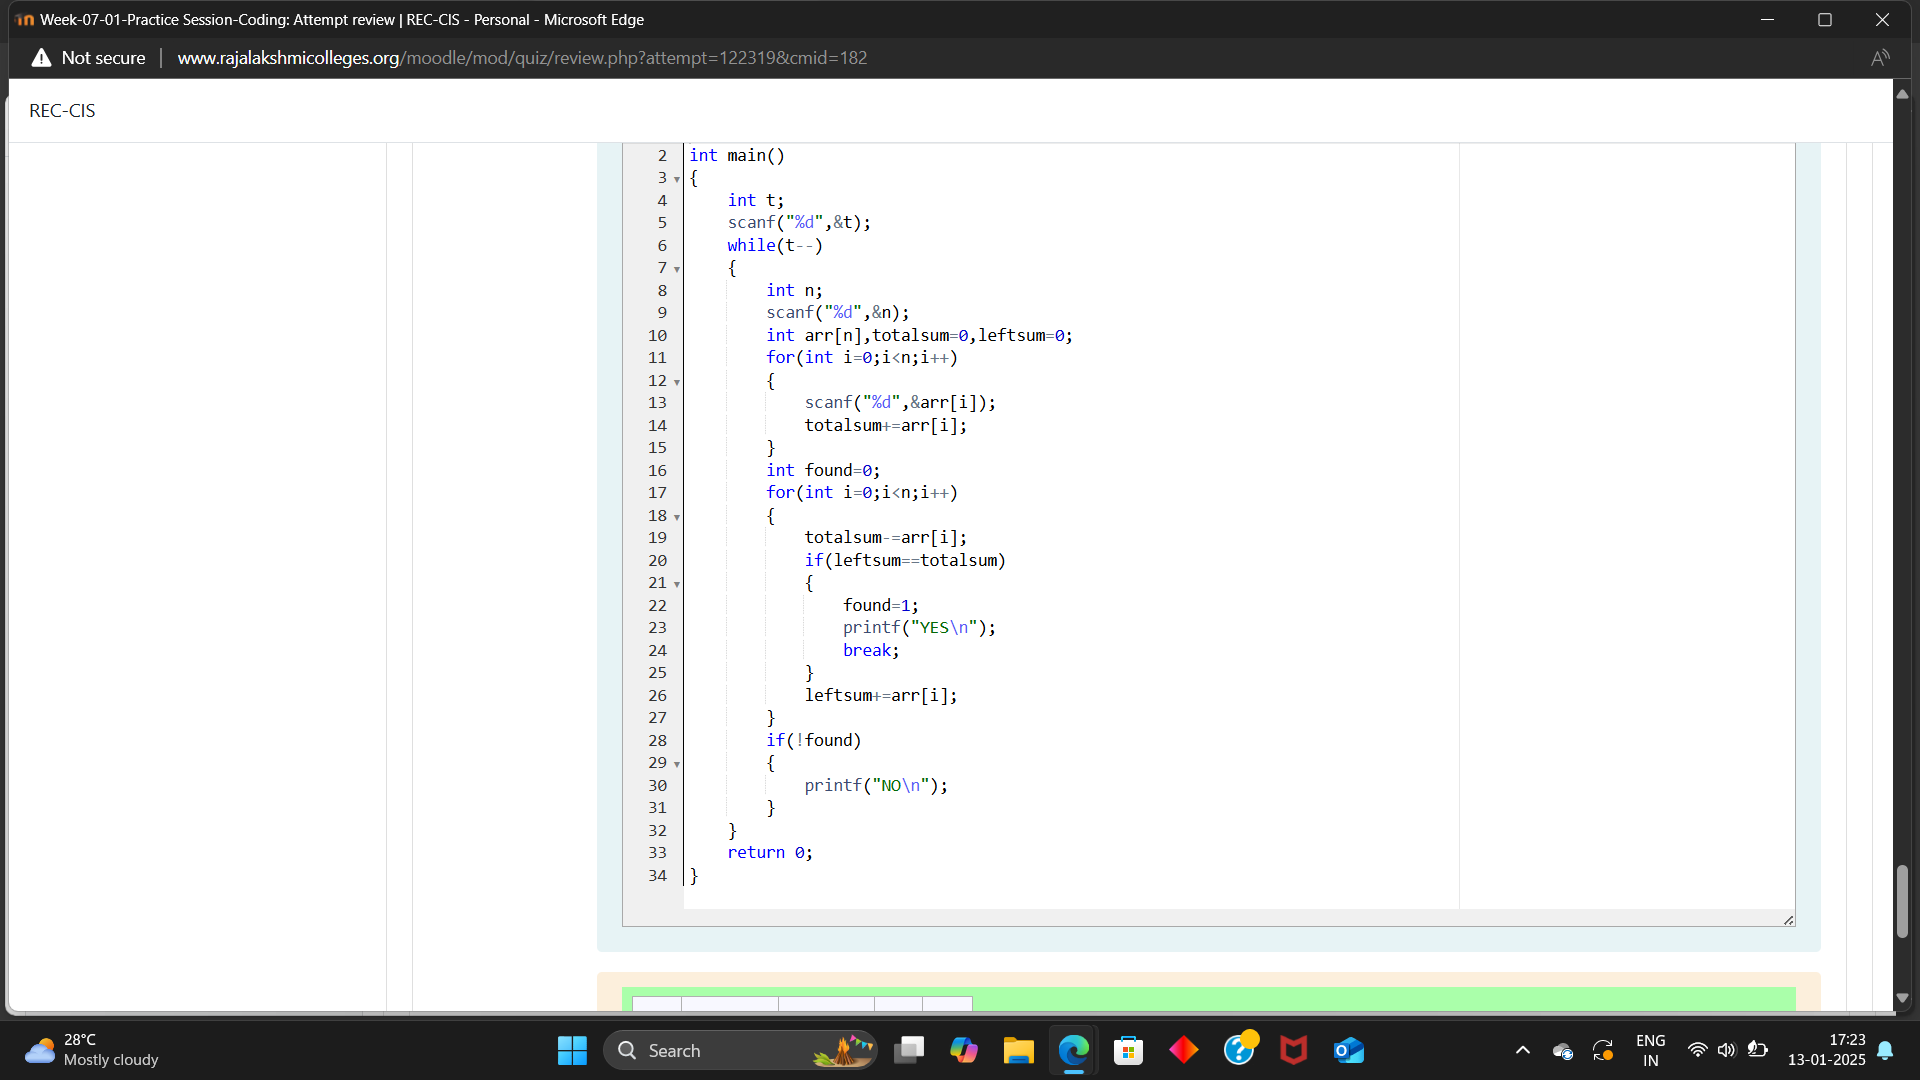 Week-07-01-Practice Session-Coding: Attempt review | REC-CIS - Personal - Microsoft Edge
Not secure | www.rajalakshmicolleges.org/moodle/mod/quiz/review.php?attempt=122319&cmid=182
REC-CIS
2 int main()
3 {
4 int t;
5 scanf("%d",&t);
6 while(t--)
7 {
8 int n;
9 scanf("%d",&n);
10 int arr[n],totalsum=0,leftsum=0;
11 for(int i=0;i<n;i++)
12 {
13 scanf("%d",&arr[i]);
14 totalsum+=arr[i];
15 }
16 int found=0;
17 for(int i=0;i<n;i++)
18 {
19 totalsum-=arr[i];
20 if(leftsum==totalsum)
21 {
22 found=1;
23 printf("YES\n");
24 break;
25 }
26 leftsum+=arr[i];
27 }
28 if(!found)
29 {
30 printf("NO\n");
31 }
32 }
33 return 0;
34 }
28°C
Mostly cloudy
Search
ENG
IN
17:23
13-01-2025